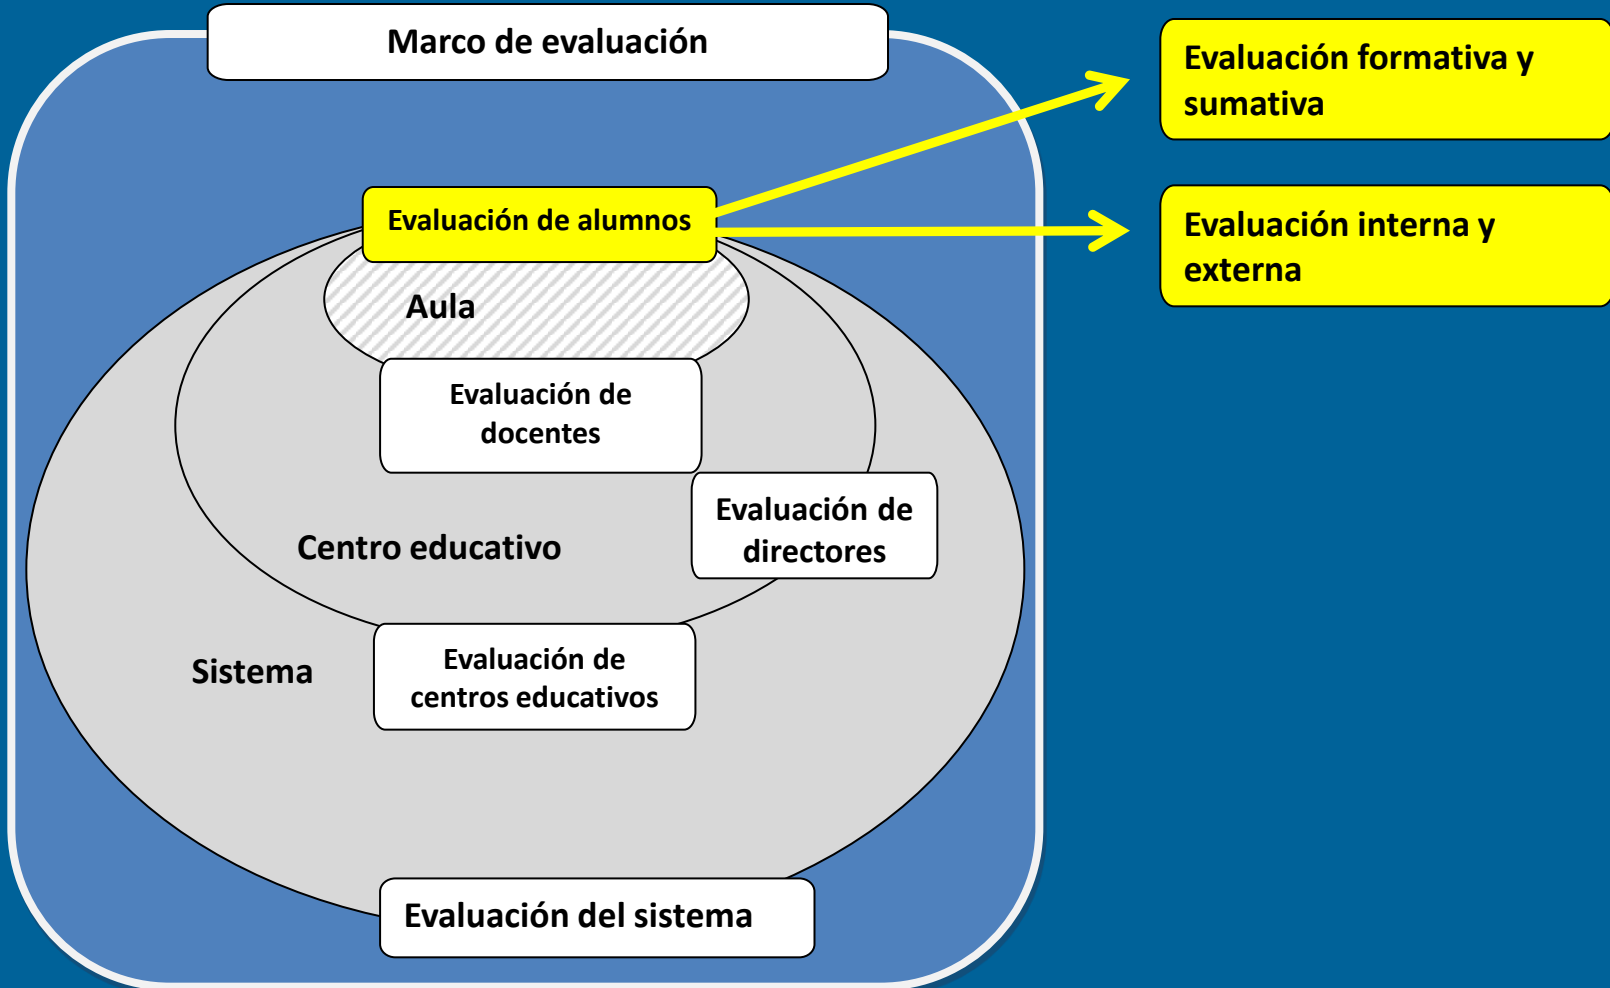 Marco de evaluación
Evaluación formativa y
sumativa
Evaluación de alumnos
Evaluación interna y
externa
Aula
Evaluación de
docentes
Evaluación de
directores
Centro educativo
Sistema
Evaluación de
centros educativos
Evaluación del sistema